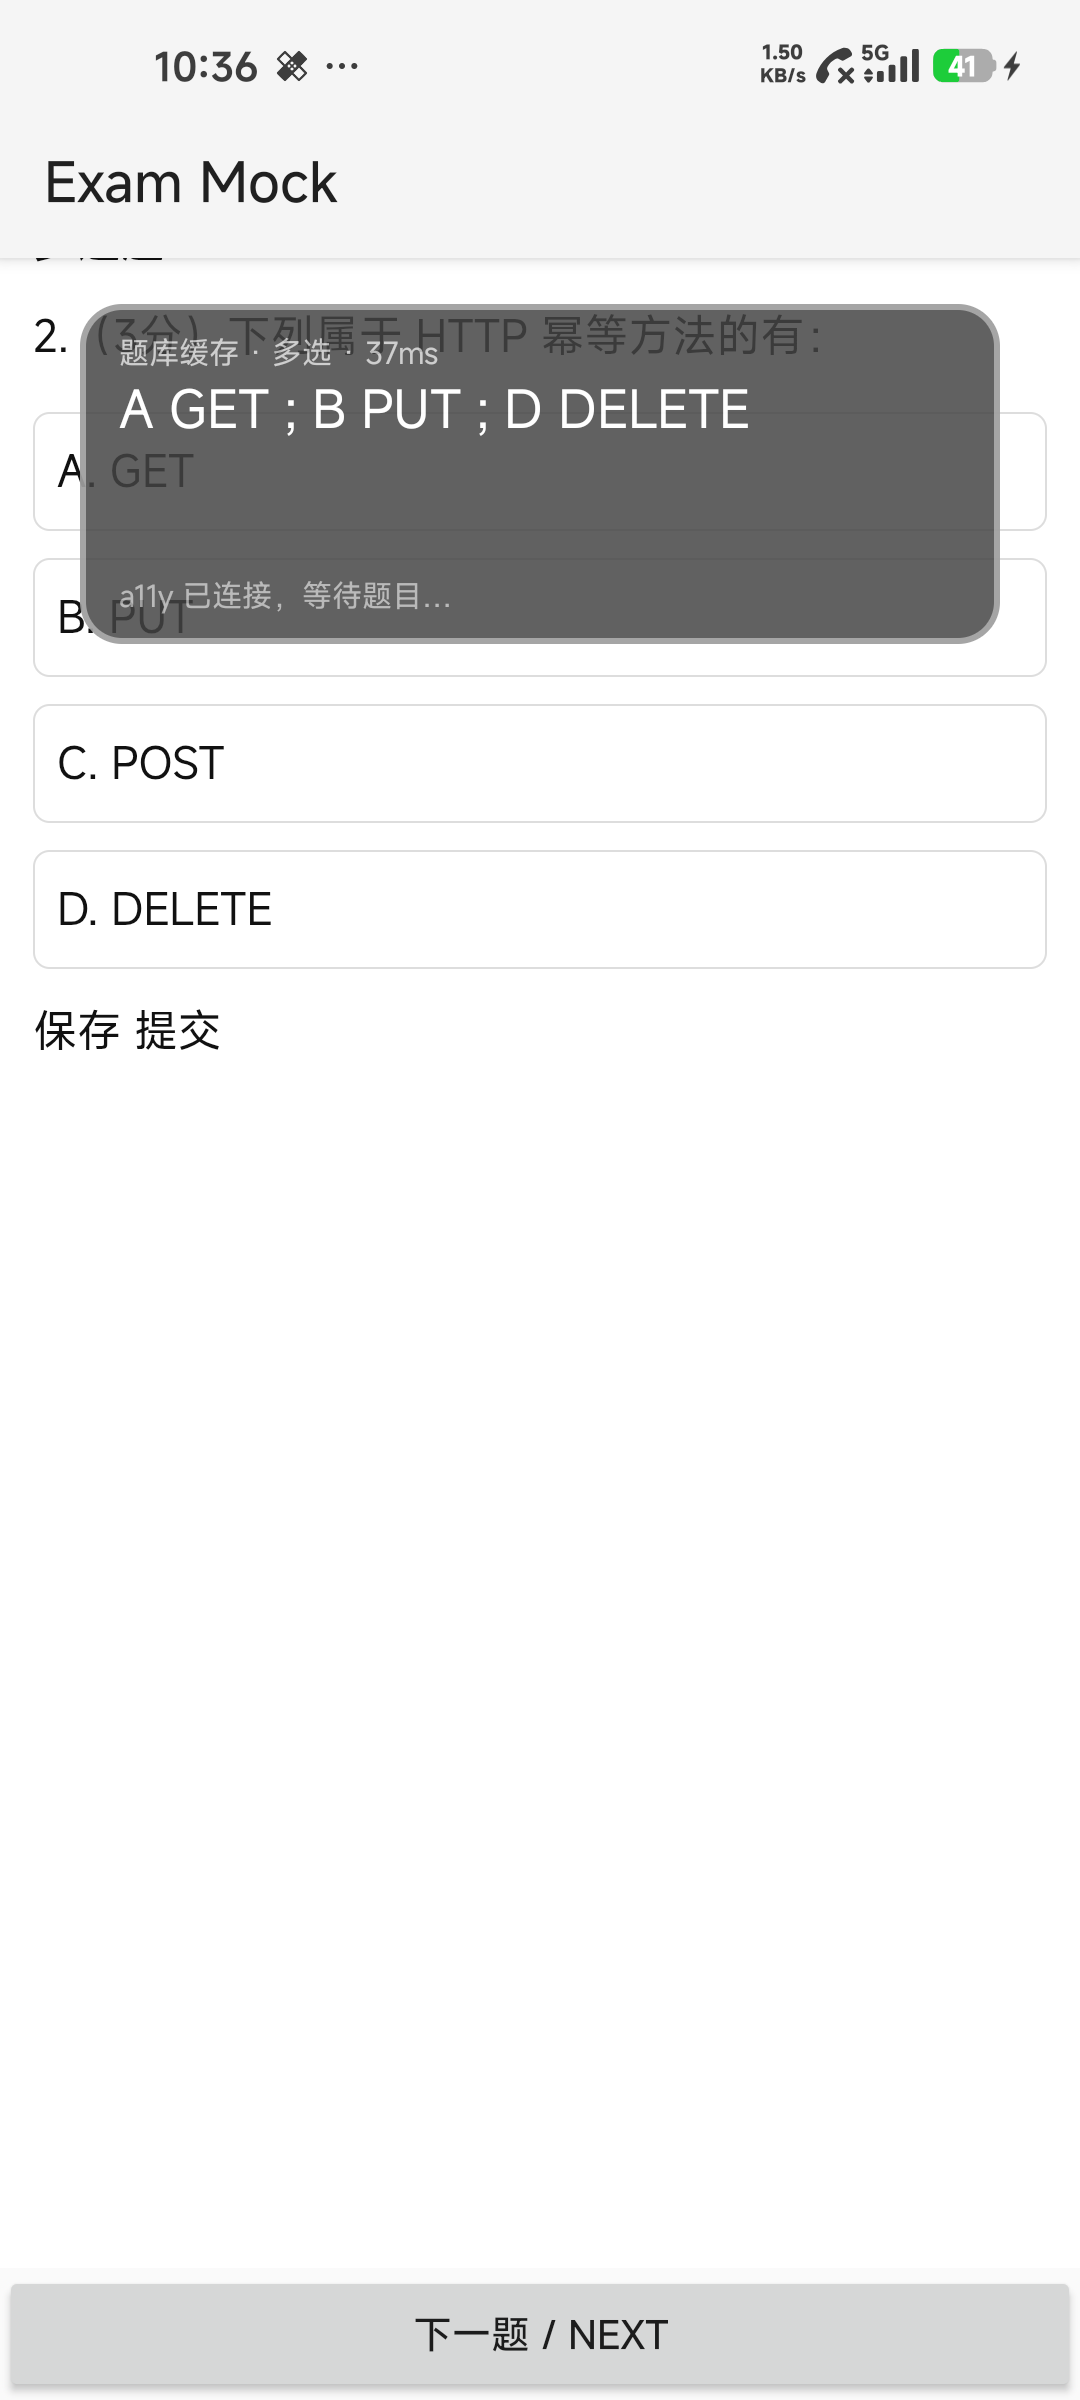 10:36 ...
1.50 KB/s 5G 41
Exam Mock
2. (3分) 下列属于 HTTP 幂等方法的有：
题库缓存 · 多选 · 37ms
A GET ; B PUT ; D DELETE
A. GET
a11y 已连接，等待题目...
B. PUT
C. POST
D. DELETE
保存 提交
下一题 / NEXT